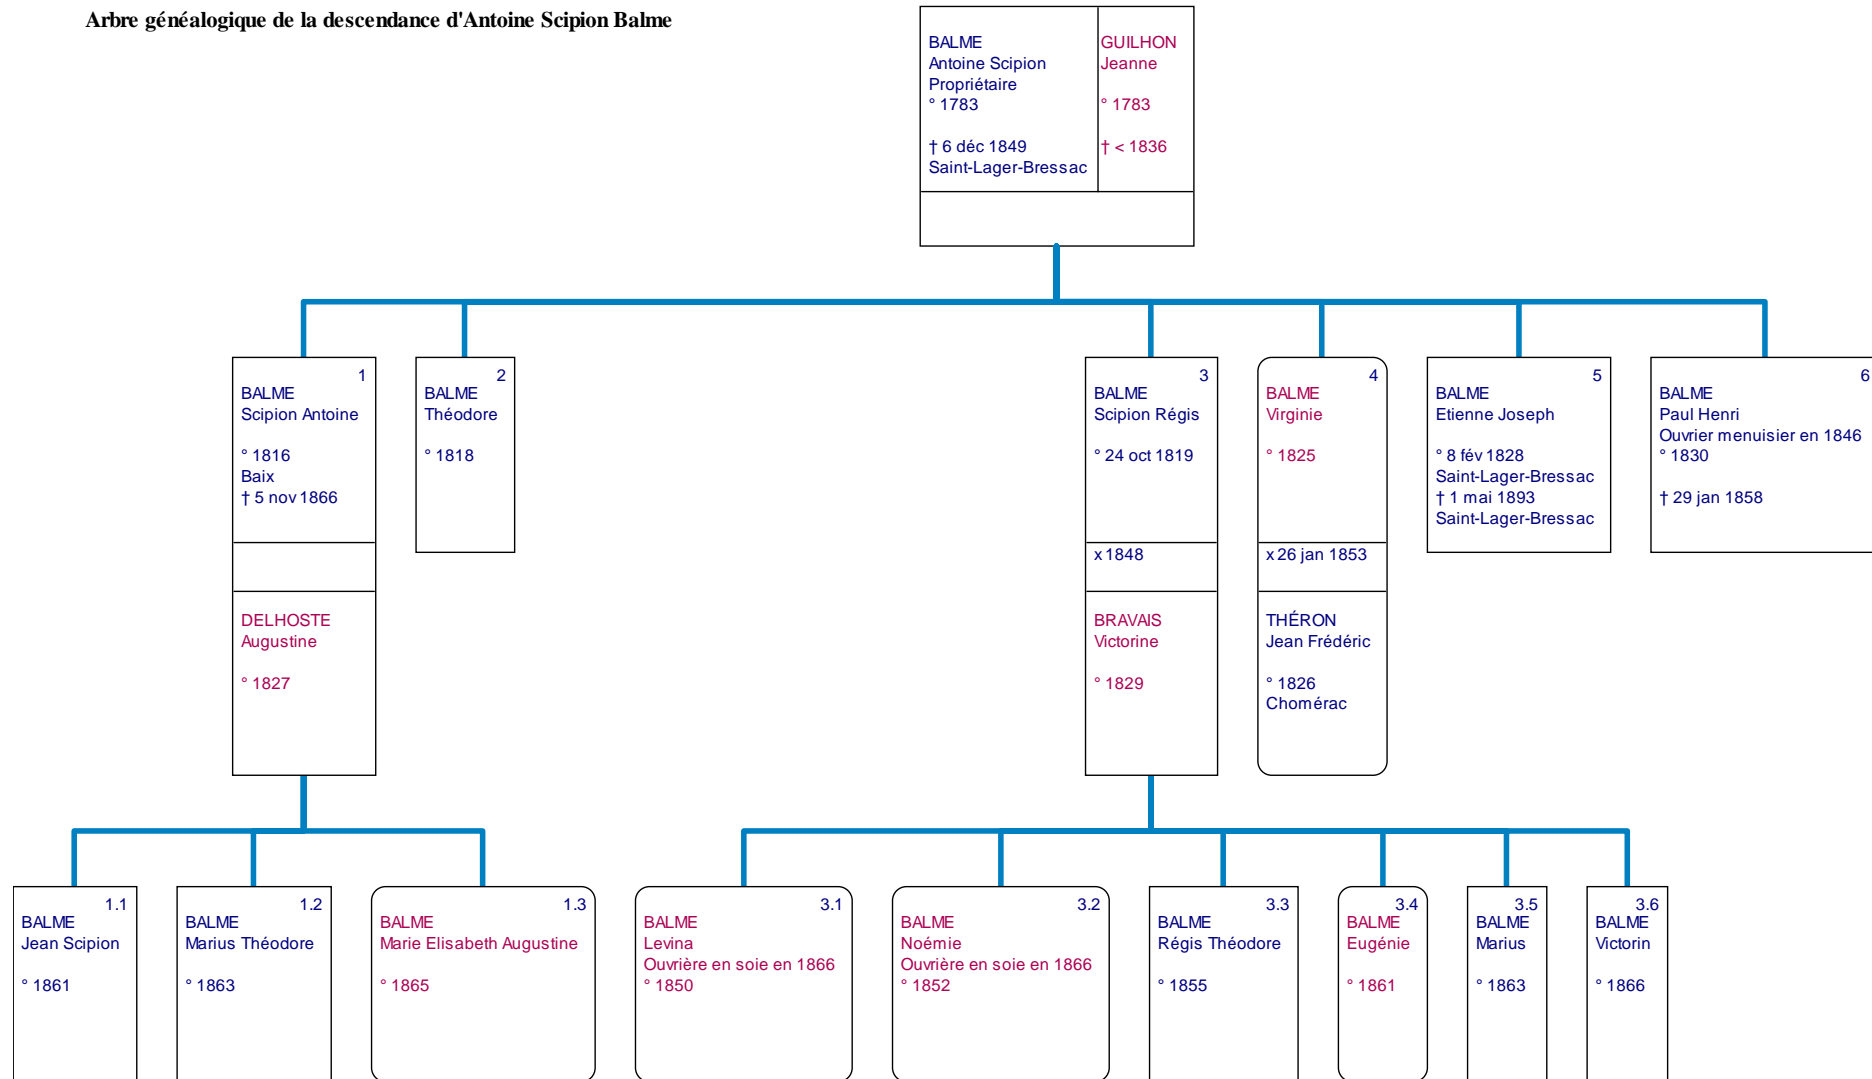 Arbre généalogique de la descendance d'Antoine Scipion Balme
BALME
Antoine Scipion
Propriétaire
° 1783
† 6 déc 1849
Saint-Lager-Bressac
GUILHON
Jeanne
° 1783
† < 1836
1
BALME
Scipion Antoine
° 1816
Baix
† 5 nov 1866
DELHOSTE
Augustine
° 1827
2
BALME
Théodore
° 1818
3
BALME
Scipion Régis
° 24 oct 1819
x 1848
BRAVAIS
Victorine
° 1829
4
BALME
Virginie
° 1825
x 26 jan 1853
THÉRON
Jean Frédéric
° 1826
Chomérac
5
BALME
Etienne Joseph
° 8 fév 1828
Saint-Lager-Bressac
† 1 mai 1893
Saint-Lager-Bressac
6
BALME
Paul Henri
Ouvrier menuisier en 1846
° 1830
† 29 jan 1858
1.1
BALME
Jean Scipion
° 1861
1.2
BALME
Marius Théodore
° 1863
1.3
BALME
Marie Elisabeth Augustine
° 1865
3.1
BALME
Levina
Ouvrière en soie en 1866
° 1850
3.2
BALME
Noémie
Ouvrière en soie en 1866
° 1852
3.3
BALME
Régis Théodore
° 1855
3.4
BALME
Eugénie
° 1861
3.5
BALME
Marius
° 1863
3.6
BALME
Victorin
° 1866